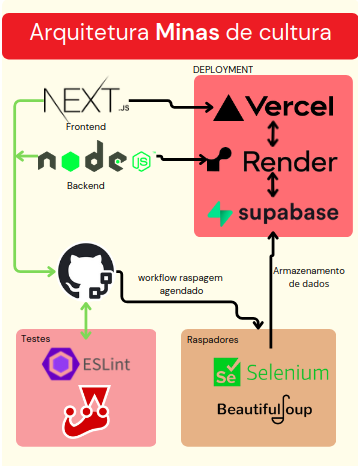 Arquitetura Minas de cultura
DEPLOYMENT
NEXT.JS
Frontend
Vercel
node JS
Backend
Render
supabase
workflow raspagem
agendado
Armazenamento
de dados
Testes
ESLint
Raspadores
Se Selenium
BeautifulSoup